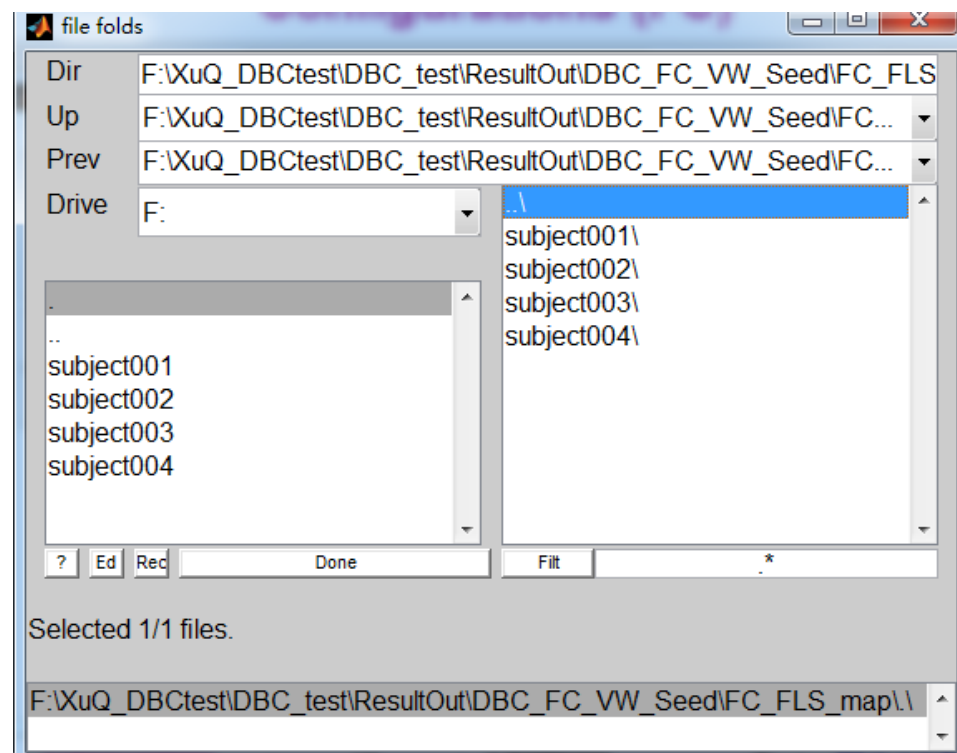 file folds
Dir F:\XuQ_DBCtest\DBC_test\ResultOut\DBC_FC_VW_Seed\FC_FLS
Up F:\XuQ_DBCtest\DBC_test\ResultOut\DBC_FC_VW_Seed\FC...
Prev F:\XuQ_DBCtest\DBC_test\ResultOut\DBC_FC_VW_Seed\FC...
Drive F:
..\
subject001\
subject002\
subject003\
subject004\
.
..
subject001
subject002
subject003
subject004
? Ed Rec Done Filt .*
Selected 1/1 files.
F:\XuQ_DBCtest\DBC_test\ResultOut\DBC_FC_VW_Seed\FC_FLS_map\.\